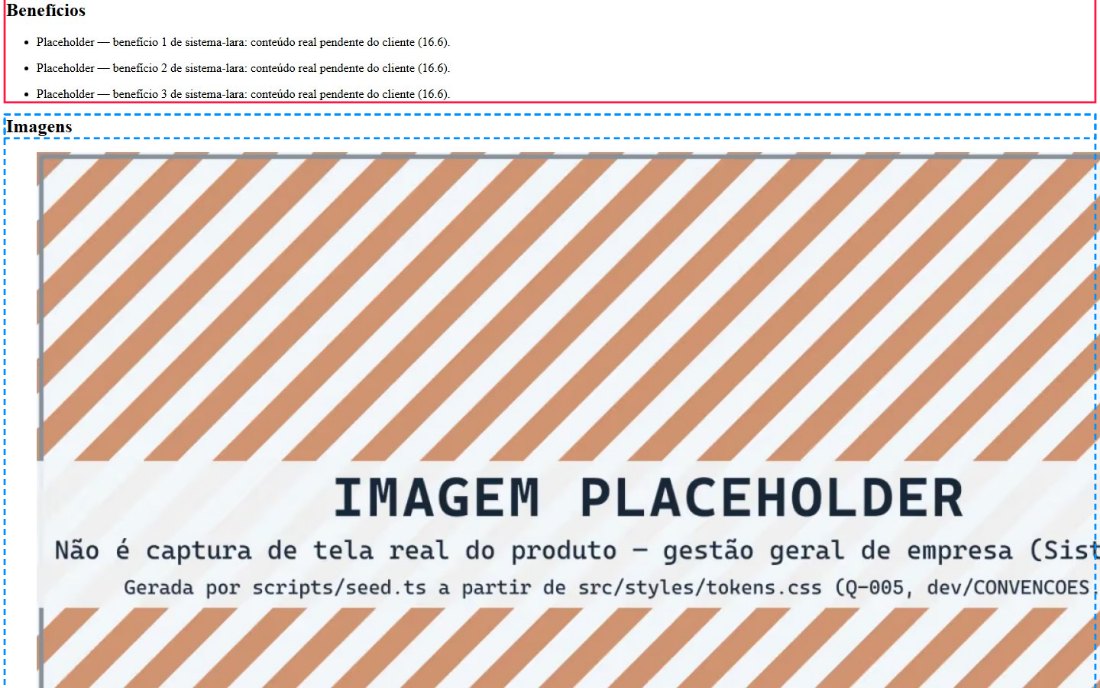 Benefícios
Placeholder — benefício 1 de sistema-lara: conteúdo real pendente do cliente (16.6).
Placeholder — benefício 2 de sistema-lara: conteúdo real pendente do cliente (16.6).
Placeholder — benefício 3 de sistema-lara: conteúdo real pendente do cliente (16.6).
Imagens
IMAGEM PLACEHOLDER
Não é captura de tela real do produto — gestão geral de empresa (Sist
Gerada por scripts/seed.ts a partir de src/styles/tokens.css (Q-005, dev/CONVENCOES.